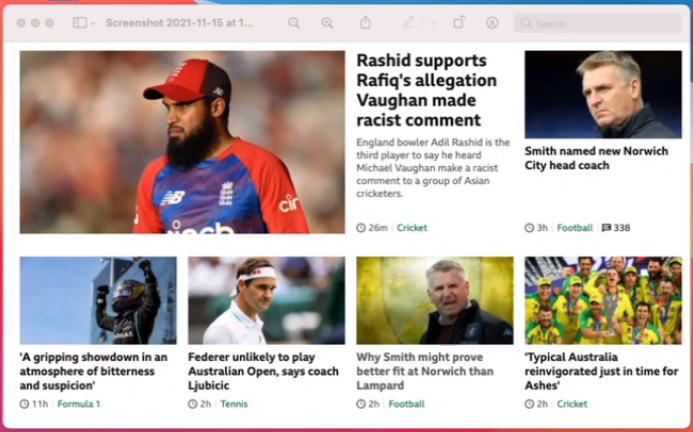 Screenshot 2021-11-15 at 1...
Search
Rashid supports
Rafiq's allegation
Vaughan made
racist comment
England bowler Adil Rashid is the
third player to say he heard
Michael Vaughan make a racist
comment to a group of Asian
cricketers.
26m Cricket
Smith named new Norwich
City head coach
3h Football 338
'A gripping showdown in an
atmosphere of bitterness
and suspicion'
11h Formula 1
Federer unlikely to play
Australian Open, says coach
Ljubicic
2h Tennis
Why Smith might prove
better fit at Norwich than
Lampard
2h Football
'Typical Australia
reinvigorated just in time for
Ashes'
2h Cricket